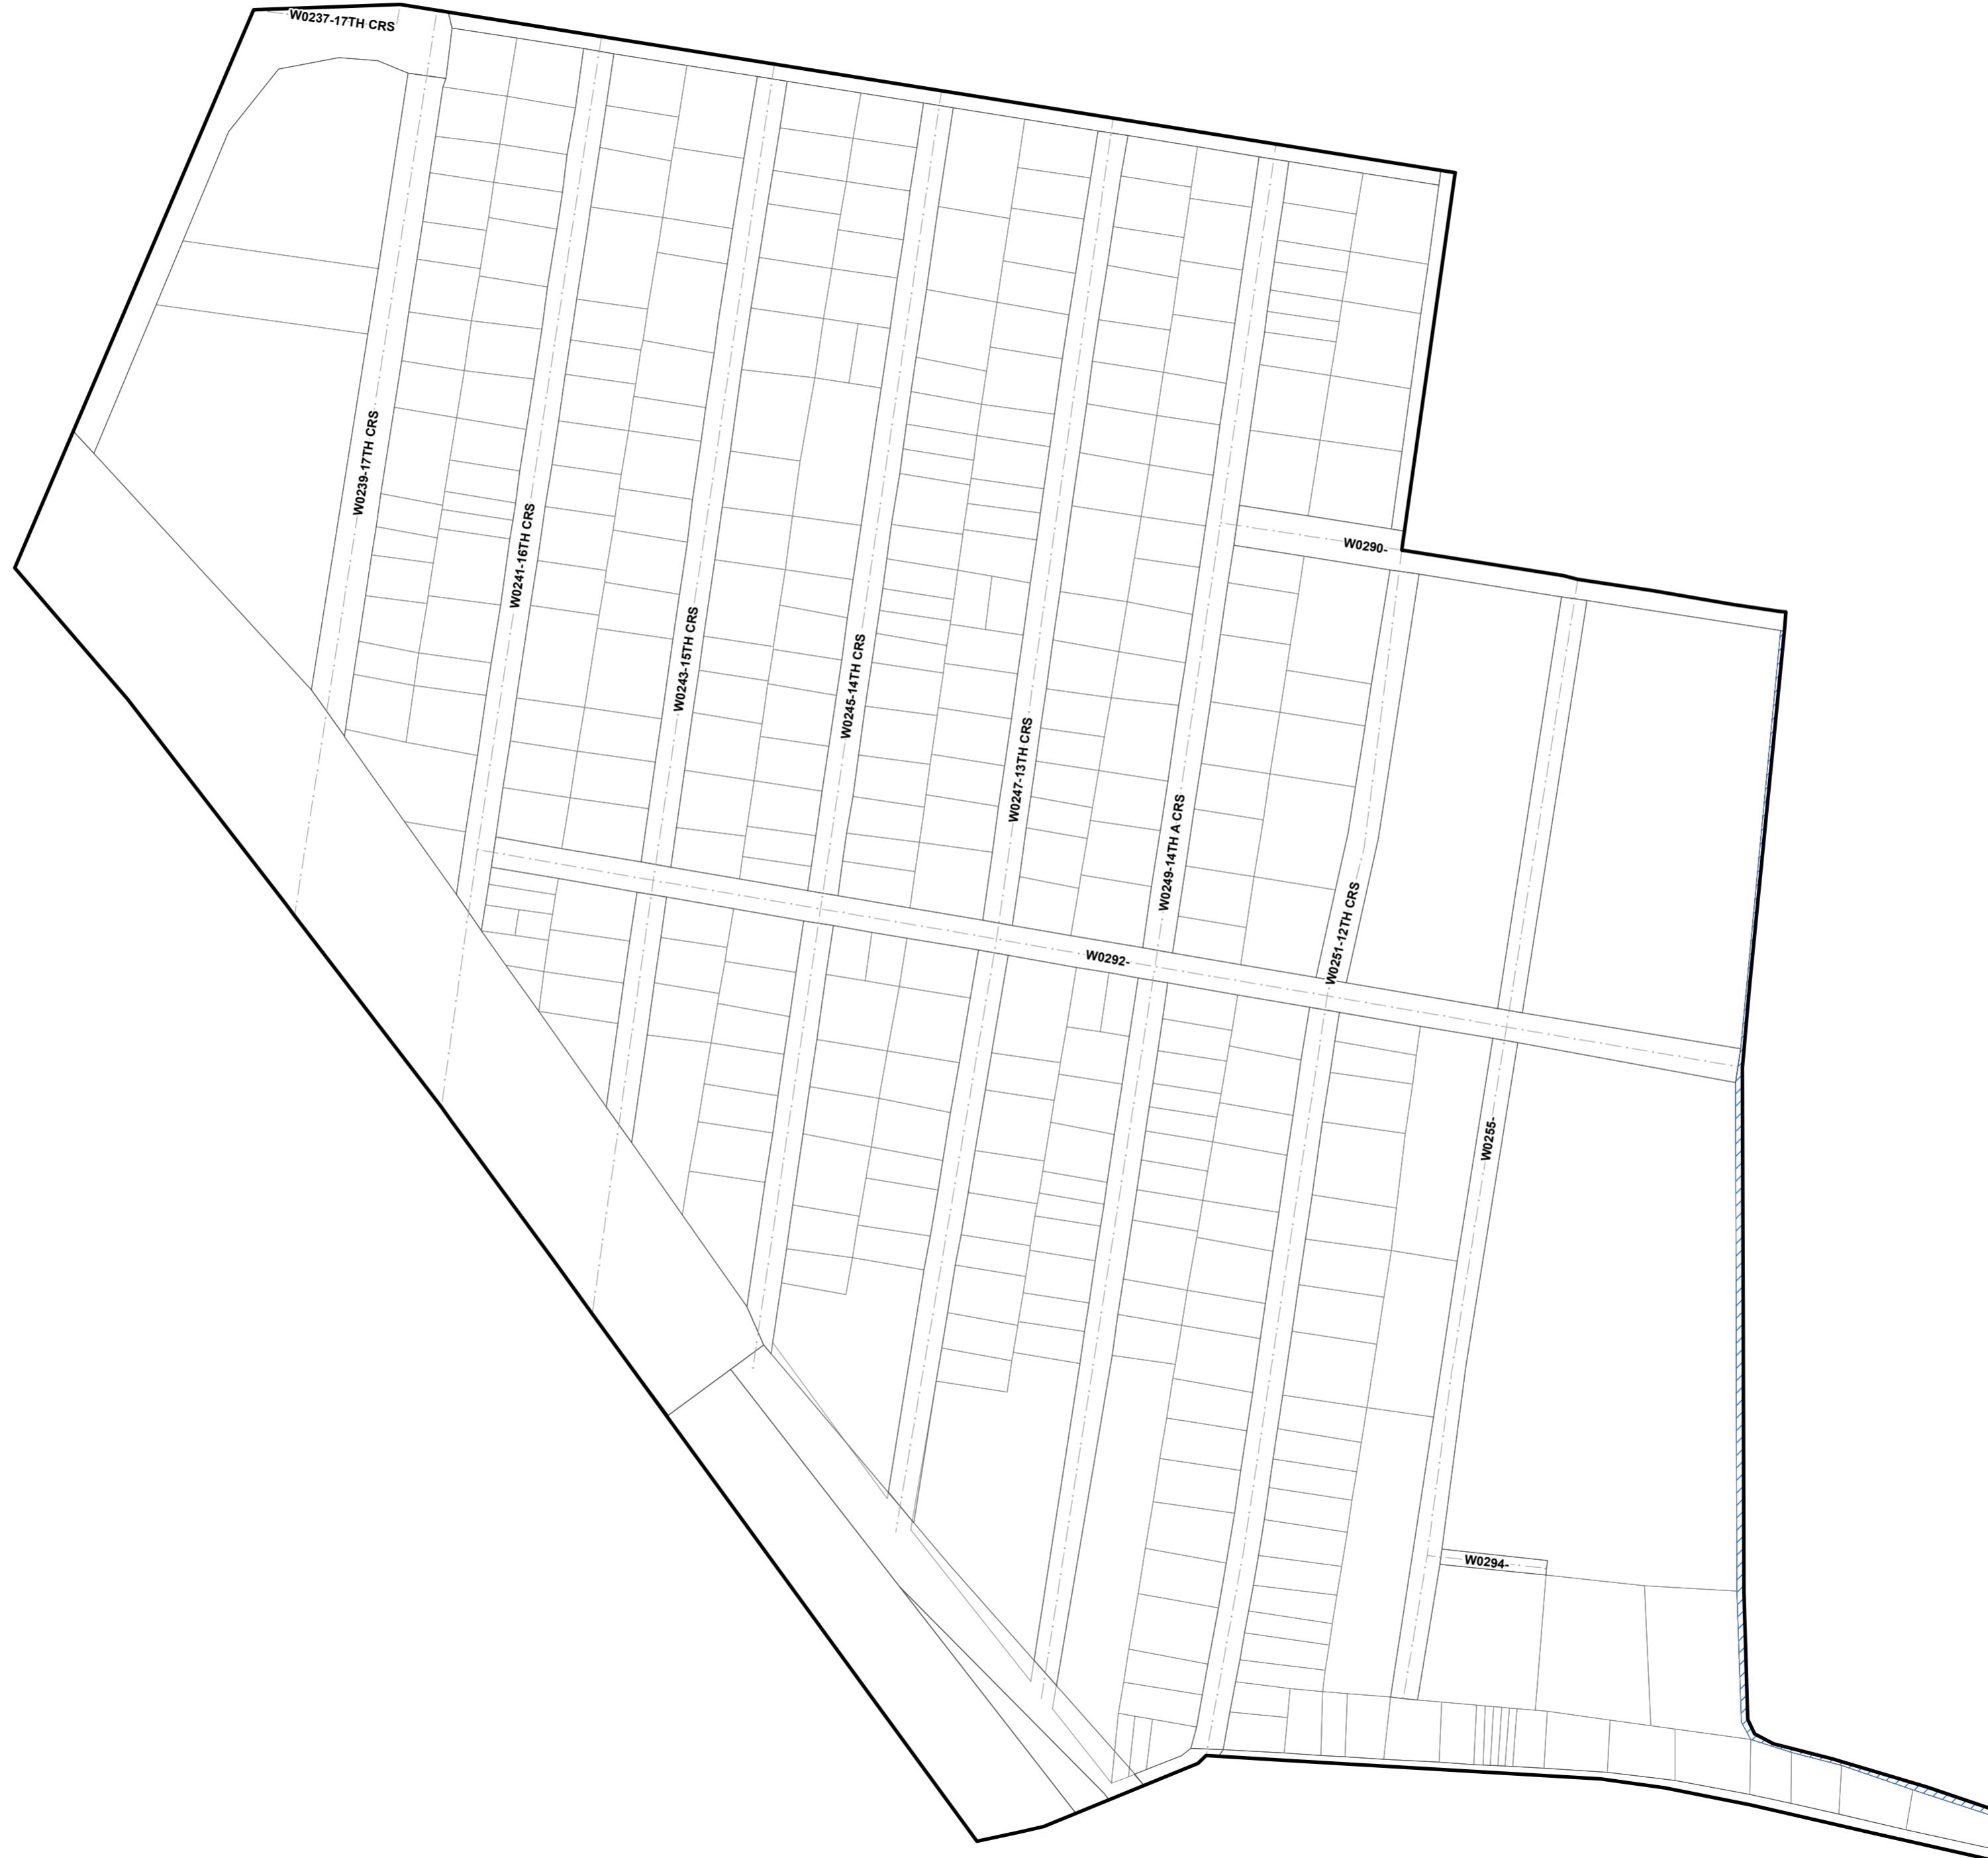 W0237-17TH CRS
W0239-17TH CRS
W0241-16TH CRS
W0243-15TH CRS
W0245-14TH CRS
W0247-13TH CRS
W0249-14TH A CRS
W0290-
W0251-12TH CRS
W0292-
W0255-
W0294-